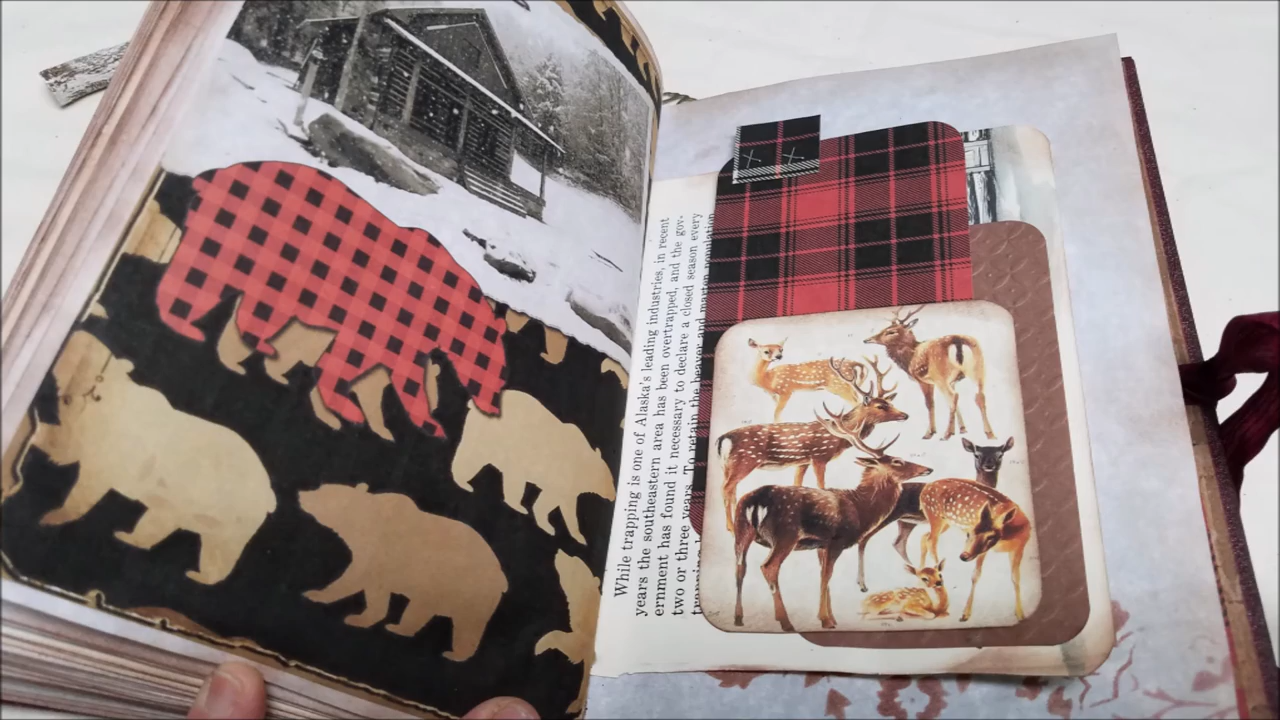 While trapping is one of Alaska's leading industries, in recent
years the southeastern area has been overtrapped, and the gov-
ernment has found it necessary to declare a closed season every
two or three years. To retain the beaver and marten population